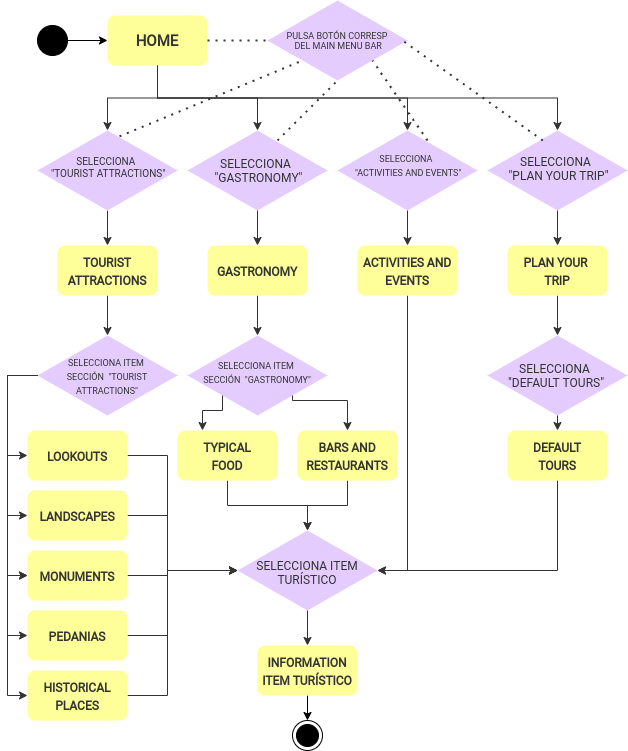 HOME
PULSA BOTÓN CORRESP
DEL MAIN MENU BAR
SELECCIONA
"TOURIST ATTRACTIONS"
SELECCIONA
"GASTRONOMY"
SELECCIONA
"ACTIVITIES AND EVENTS"
SELECCIONA
"PLAN YOUR TRIP"
TOURIST
ATTRACTIONS
GASTRONOMY
ACTIVITIES AND
EVENTS
PLAN YOUR
TRIP
SELECCIONA ITEM
SECCIÓN "TOURIST
ATTRACTIONS"
SELECCIONA ITEM
SECCIÓN "GASTRONOMY"
SELECCIONA
"DEFAULT TOURS"
LOOKOUTS
TYPICAL
FOOD
BARS AND
RESTAURANTS
DEFAULT
TOURS
LANDSCAPES
MONUMENTS
SELECCIONA ITEM
TURÍSTICO
PEDANIAS
HISTORICAL
PLACES
INFORMATION
ITEM TURÍSTICO